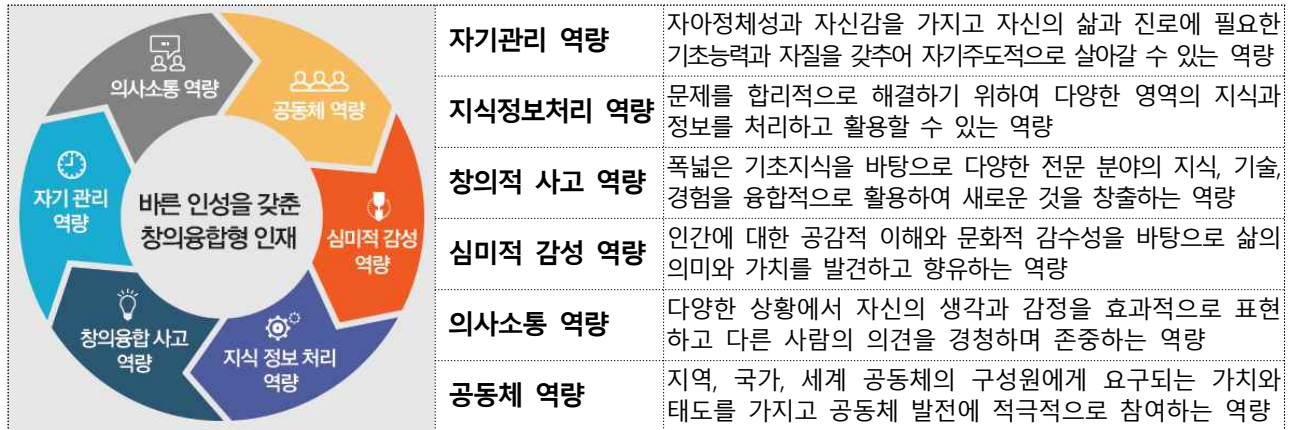 의사소통 역량
공동체 역량
심미적 감성
역량
지식 정보 처리
역량
창의융합 사고
역량
자기 관리
역량
바른 인성을 갖춘
창의융합형 인재
자기관리 역량
자아정체성과 자신감을 가지고 자신의 삶과 진로에 필요한
기초능력과 자질을 갖추어 자기주도적으로 살아갈 수 있는 역량
지식정보처리 역량
문제를 합리적으로 해결하기 위하여 다양한 영역의 지식과
정보를 처리하고 활용할 수 있는 역량
창의적 사고 역량
폭넓은 기초지식을 바탕으로 다양한 전문 분야의 지식, 기술,
경험을 융합적으로 활용하여 새로운 것을 창출하는 역량
심미적 감성 역량
인간에 대한 공감적 이해와 문화적 감수성을 바탕으로 삶의
의미와 가치를 발견하고 향유하는 역량
의사소통 역량
다양한 상황에서 자신의 생각과 감정을 효과적으로 표현
하고 다른 사람의 의견을 경청하며 존중하는 역량
공동체 역량
지역, 국가, 세계 공동체의 구성원에게 요구되는 가치와
태도를 가지고 공동체 발전에 적극적으로 참여하는 역량